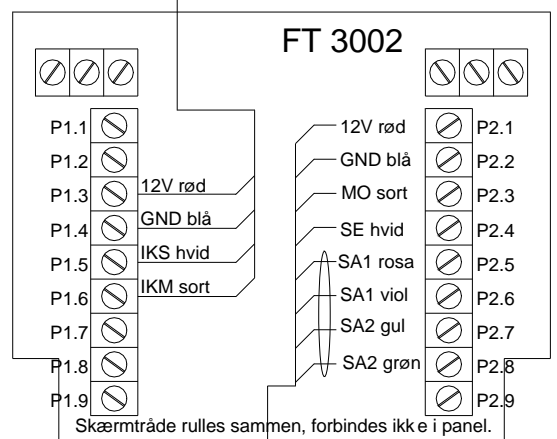 FT 3002
P1.1
P1.2
P1.3
P1.4
P1.5
P1.6
P1.7
P1.8
P1.9
12V rød
GND blå
IKS hvid
IKM sort
12V rød
GND blå
MO sort
SE hvid
SA1 rosa
SA1 viol
SA2 gul
SA2 grøn
P2.1
P2.2
P2.3
P2.4
P2.5
P2.6
P2.7
P2.8
P2.9
Skærmtråde rulles sammen, forbindes ikke i panel.